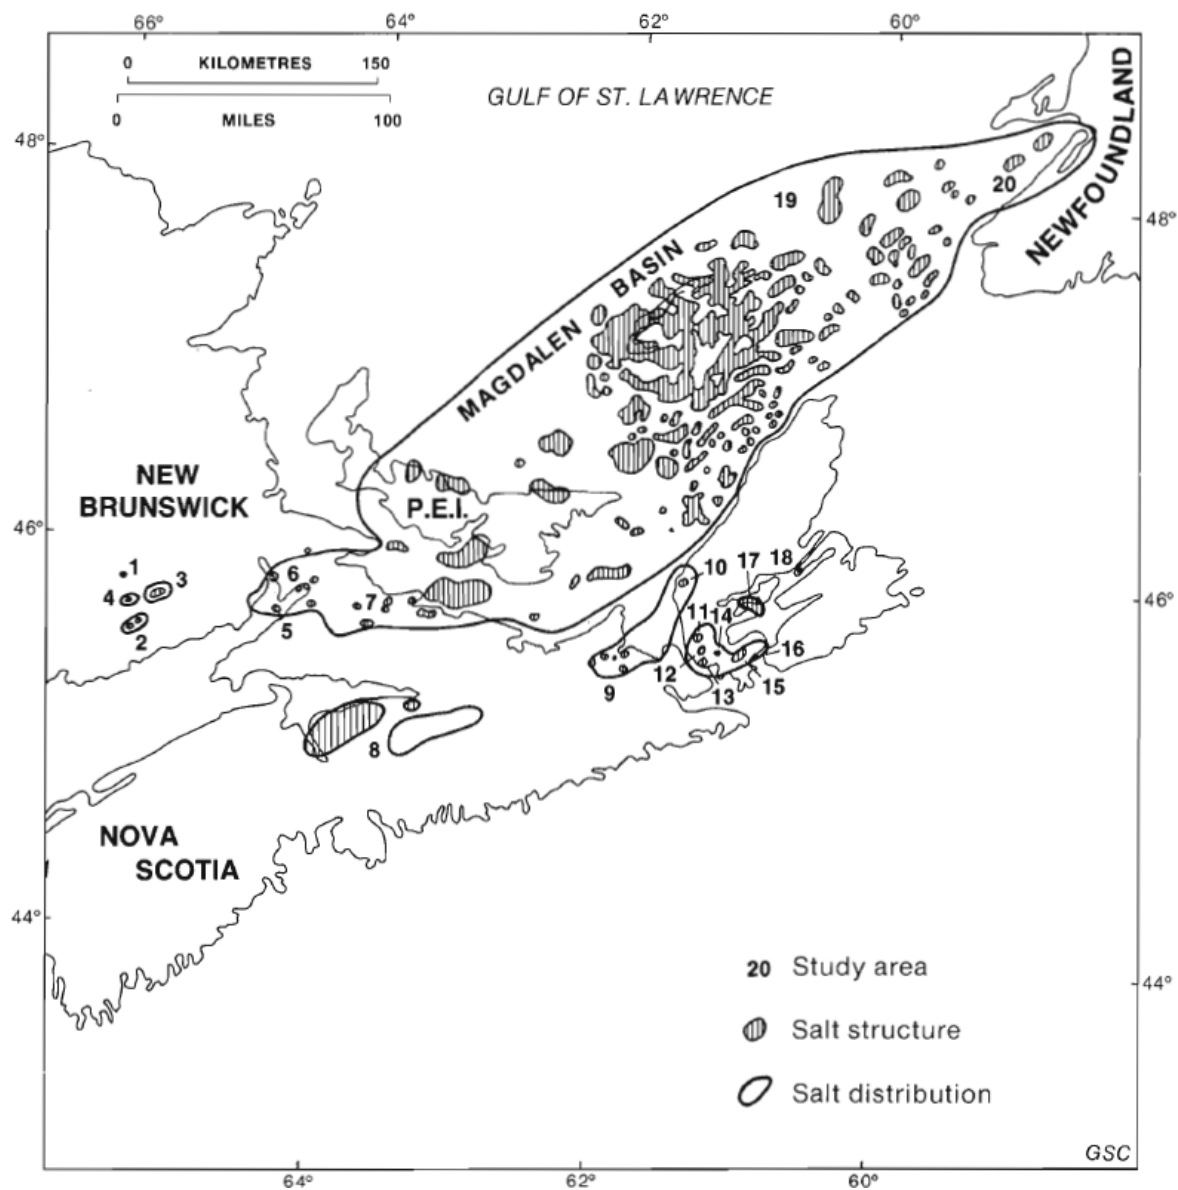 66° 64° 62° 60°
0 KILOMETRES 150
0 MILES 100
GULF OF ST. LAWRENCE
NEWFOUNDLAND
48°
48°
19
20
MAGDALEN BASIN
NEW
BRUNSWICK
P.E.I.
46°
46°
1
3
4
2
6
5
7
10
17
18
11
14
16
9
12
13
15
8
NOVA
SCOTIA
44°
44°
20 Study area
Salt structure
Salt distribution
GSC
64° 62° 60°